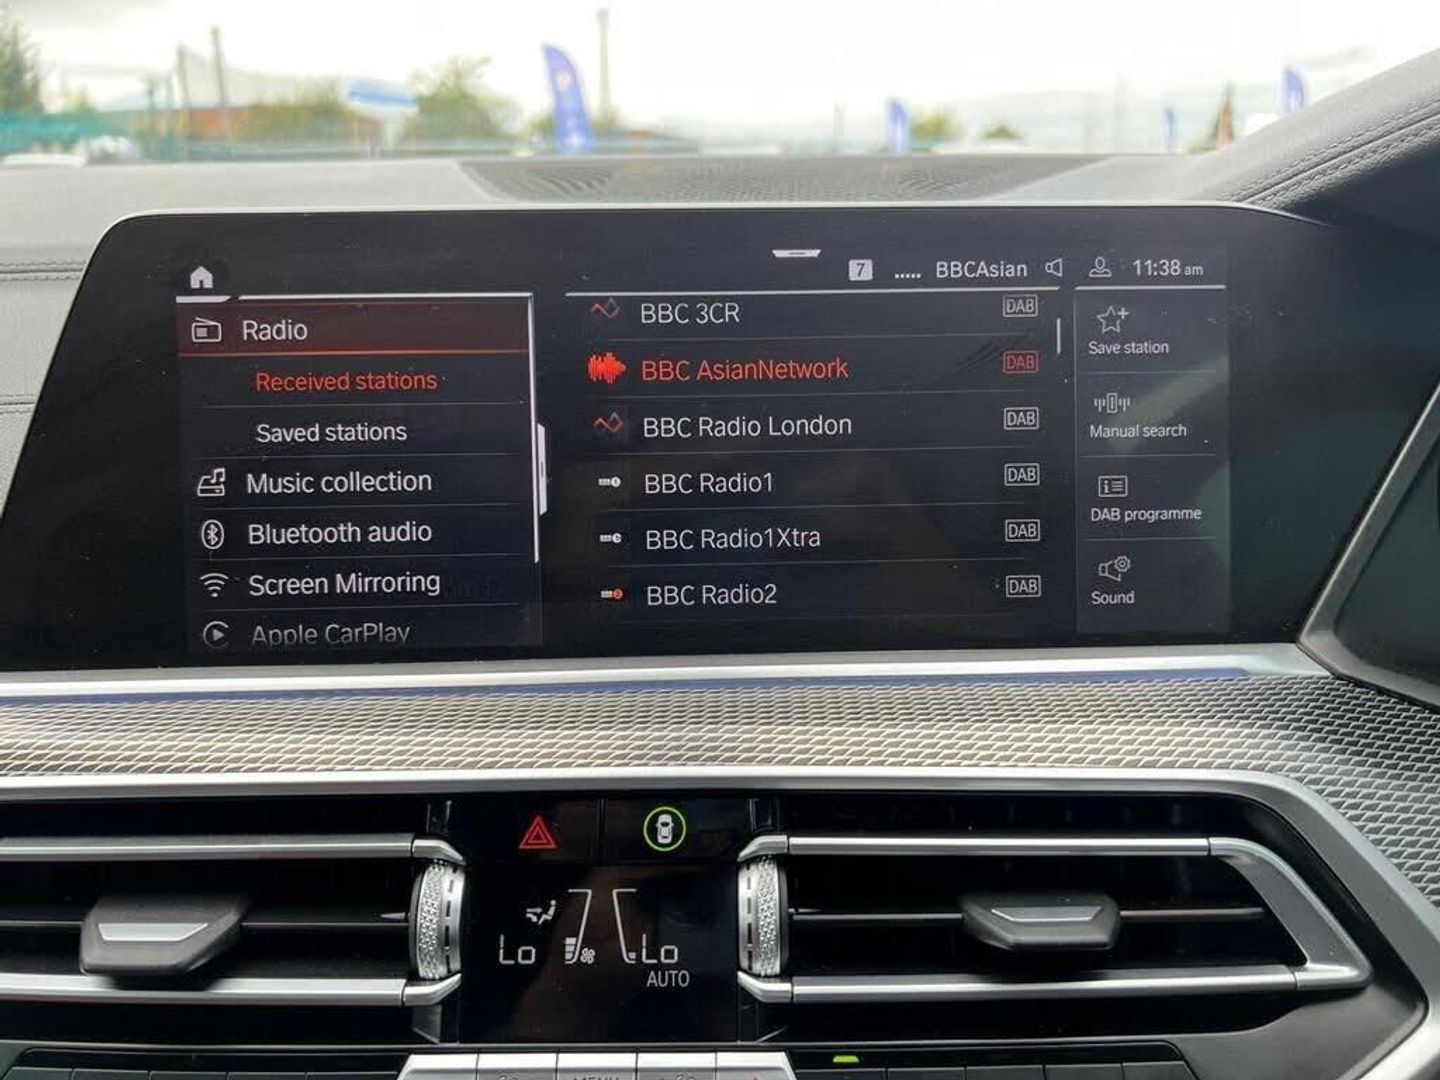 7 ..... BBCAsian 11:38 am
Radio
Received stations
Saved stations
Music collection
Bluetooth audio
Screen Mirroring
Apple CarPlay
BBC 3CR DAB
BBC AsianNetwork DAB
BBC Radio London DAB
BBC Radio1 DAB
BBC Radio1Xtra DAB
BBC Radio2 DAB
Save station
Manual search
DAB programme
Sound
Lo Lo
AUTO
MENU